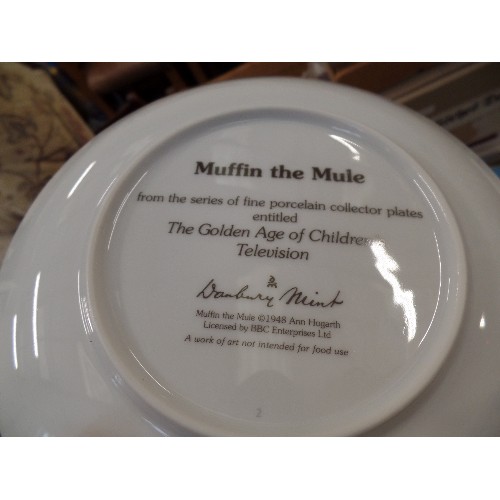 Muffin the Mule
from the series of fine porcelain collector plates
entitled
The Golden Age of Children's
Television
Danbury Mint
Muffin the Mule ©1948 Ann Hogarth
Licensed by BBC Enterprises Ltd.
A work of art not intended for food use
2